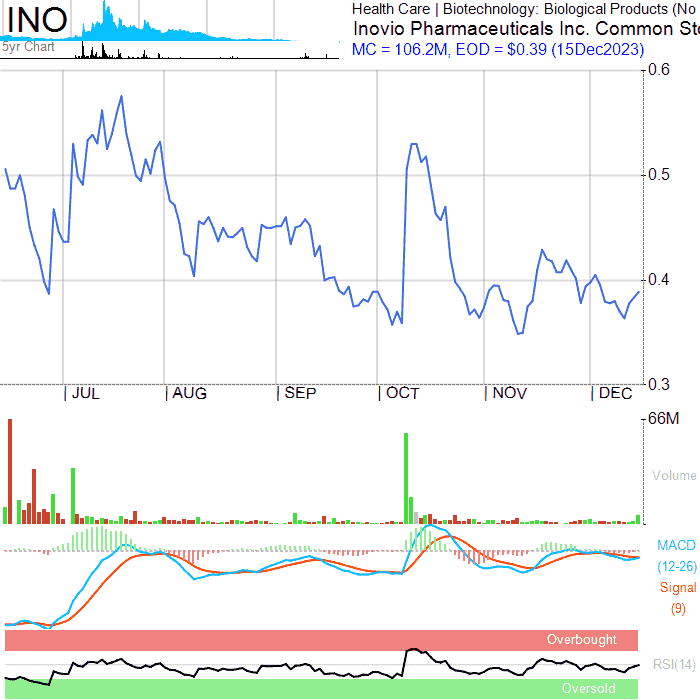 INO
5yr Chart
Health Care | Biotechnology: Biological Products (No
Inovio Pharmaceuticals Inc. Common Sto
MC = 106.2M, EOD = $0.39 (15Dec2023)
0.6
0.5
0.4
0.3
JUL AUG SEP OCT NOV DEC
66M
Volume
MACD
(12-26)
Signal
(9)
Overbought
RSI(14)
Oversold